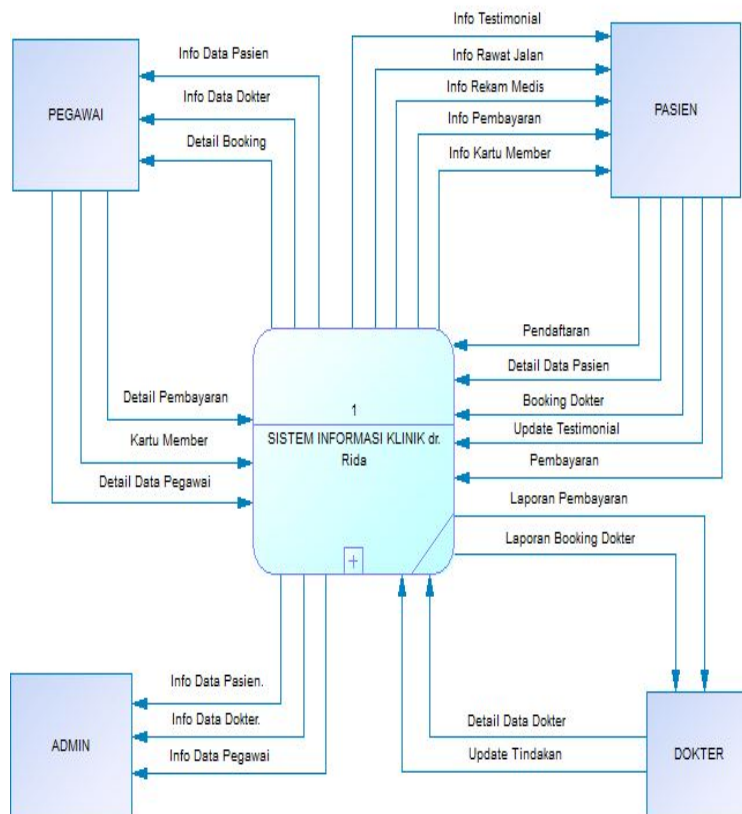 Info Testimonial
Info Rawat Jalan
Info Rekam Medis
Info Pembayaran
Info Kartu Member
Info Data Pasien
Info Data Dokter
Detail Booking
PEGAWAI
PASIEN
Pendaftaran
Detail Data Pasien
Booking Dokter
Update Testimonial
Pembayaran
Detail Pembayaran
Kartu Member
Detail Data Pegawai
1
SISTEM INFORMASI KLINIK dr.
Rida
Laporan Pembayaran
Laporan Booking Dokter
Info Data Pasien.
Info Data Dokter.
Info Data Pegawai
ADMIN
Detail Data Dokter
Update Tindakan
DOKTER